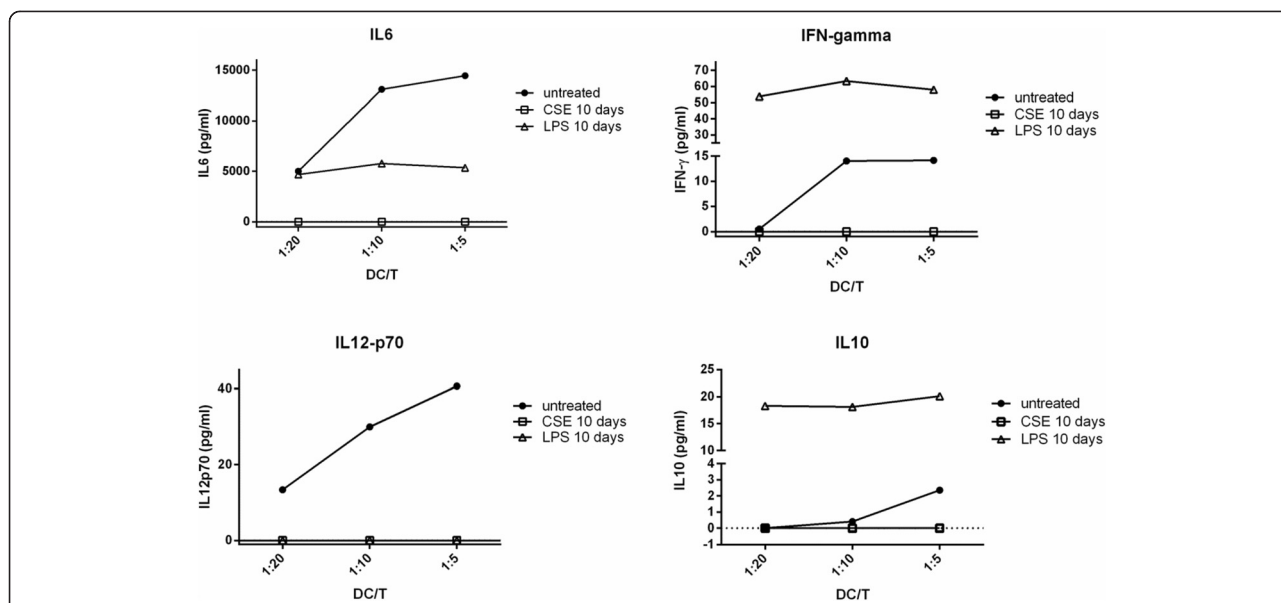 IL6
15000
10000
5000
0
IL6 (pg/ml)
1:20
1:10
1:5
DC/T
untreated
CSE 10 days
LPS 10 days
IFN-gamma
70
60
50
40
30
15
10
5
0
IFN-γ (pg/ml)
1:20
1:10
1:5
DC/T
untreated
CSE 10 days
LPS 10 days
IL12-p70
40
20
0
IL12p70 (pg/ml)
1:20
1:10
1:5
DC/T
untreated
CSE 10 days
LPS 10 days
IL10
25
20
15
10
4
3
2
1
0
-1
IL10 (pg/ml)
1:20
1:10
1:5
DC/T
untreated
CSE 10 days
LPS 10 days